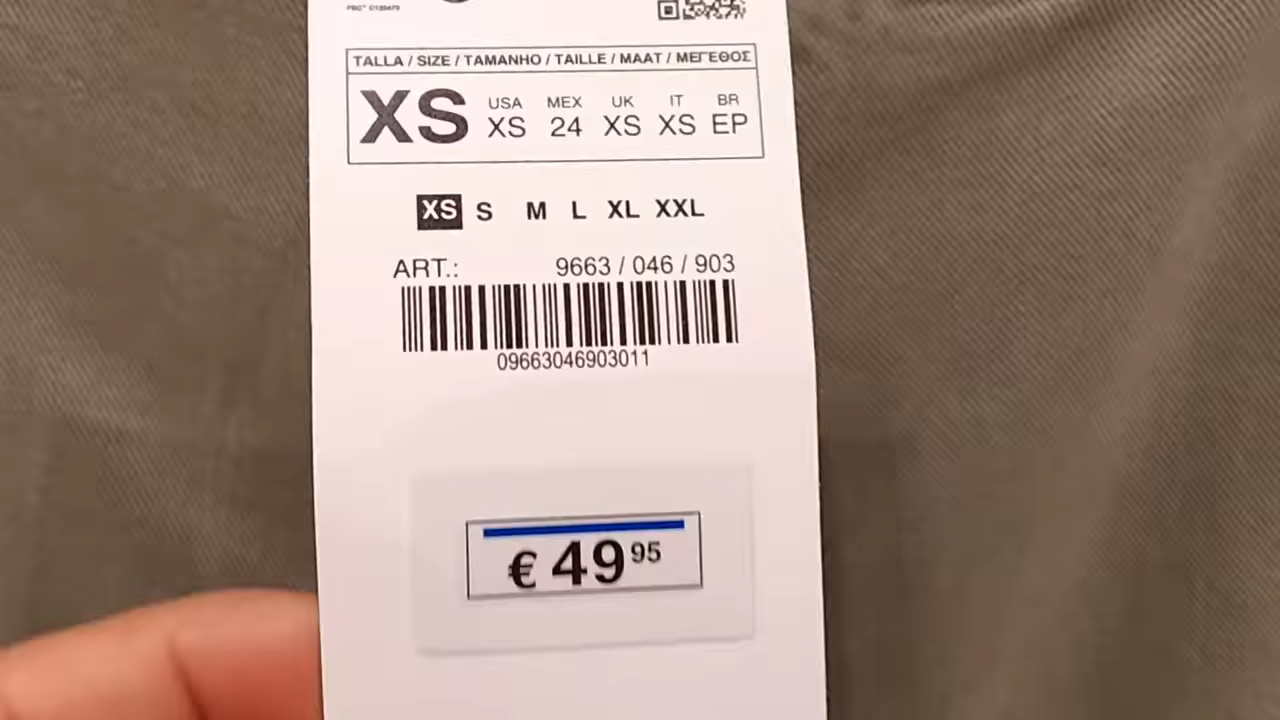 TALLA / SIZE / TAMANHO / TAILLE / MAAT / ΜΕΓΕΘΟΣ
XS
USA MEX UK IT BR
XS 24 XS XS EP
XS S M L XL XXL
ART.: 9663 / 046 / 903
09663046903011
€ 49 95